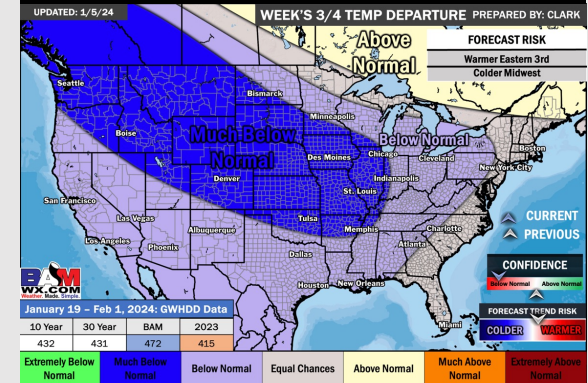 UPDATED: 1/5/24
WEEK'S 3/4 TEMP DEPARTURE PREPARED BY: CLARK
FORECAST RISK
Warmer Eastern 3rd
Colder Midwest
Above
Normal
Seattle
Bismarck
Minneapolis
Boise
Much Below
Normal
Below Normal
Boston
Des Moines
Chicago
Cleveland
New York City
Denver
Indianapolis
St. Louis
San Francisco
Las Vegas
Tulsa
Memphis
Charlotte
CURRENT
PREVIOUS
Los Angeles
Albuquerque
Phoenix
Atlanta
Dallas
CONFIDENCE
Houston
New Orleans
Below Normal
Above Normal
BAM
WX.COM
Weather. Made. Simple.
January 19 – Feb 1, 2024: GWHDD Data
FORECAST TREND RISK
COLDER
WARMER
Miami
10 Year 30 Year BAM 2023
432 431 472 415
Extremely Below
Normal
Much Below
Normal
Below Normal
Equal Chances
Above Normal
Much Above
Normal
Extremely Above
Normal